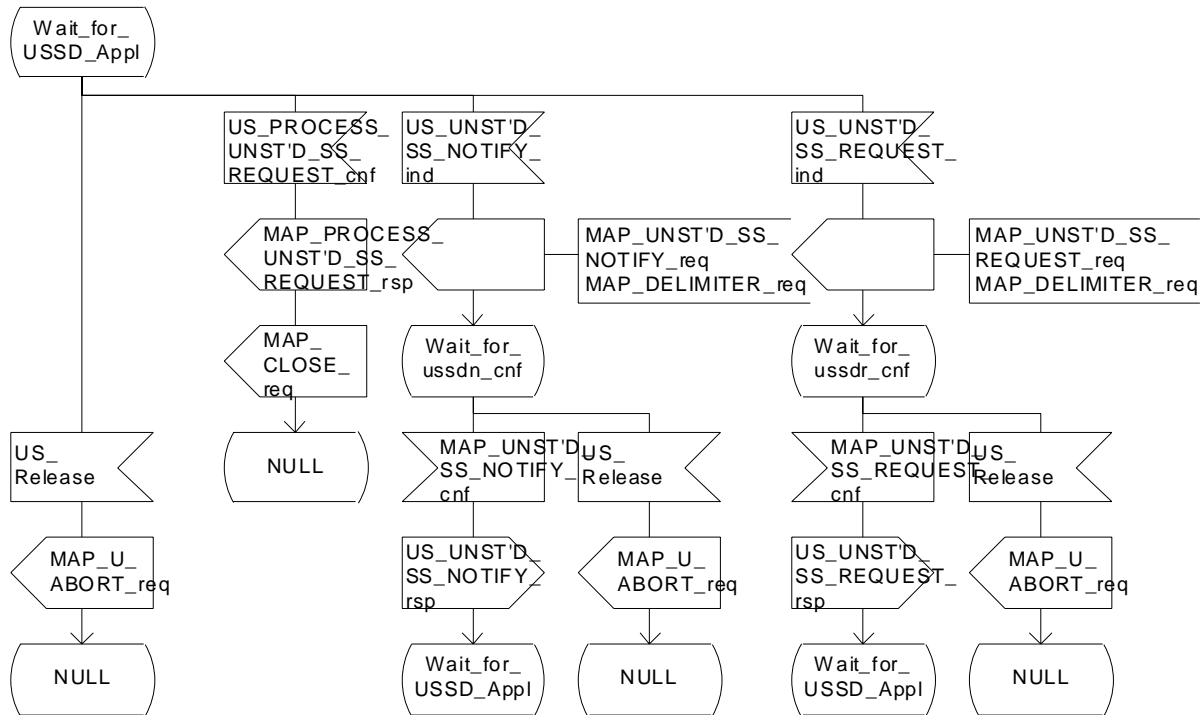 Wait_for_
USSD_Appl
US_PROCESS_
UNST'D_SS_
REQUEST_cnf
US_UNST'D_
SS_NOTIFY_
ind
US_UNST'D_
SS_REQUEST_
ind
MAP_PROCESS_
UNST'D_SS_
REQUEST_rsp
MAP_UNST'D_SS_
NOTIFY_req
MAP_DELIMITER_req
MAP_UNST'D_SS_
REQUEST_req
MAP_DELIMITER_req
MAP_
CLOSE_
req
Wait_for_
ussdn_cnf
Wait_for_
ussdr_cnf
US_
Release
NULL
MAP_UNST'D_
SS_NOTIFY_
cnf
US_
Release
MAP_UNST'D_
SS_REQUEST_
cnf
US_
Release
MAP_U_
ABORT_req
US_UNST'D_
SS_NOTIFY_
rsp
MAP_U_
ABORT_req
US_UNST'D_
SS_REQUEST_
rsp
MAP_U_
ABORT_req
NULL
Wait_for_
USSD_Appl
NULL
Wait_for_
USSD_Appl
NULL